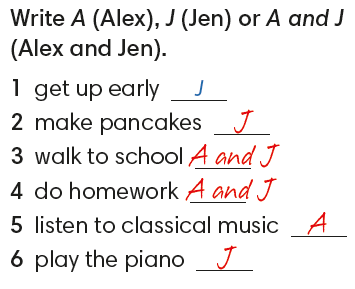 Write A (Alex), J (Jen) or A and J
(Alex and Jen).
1 get up early J
2 make pancakes J
3 walk to school A and J
4 do homework A and J
5 listen to classical music A
6 play the piano J